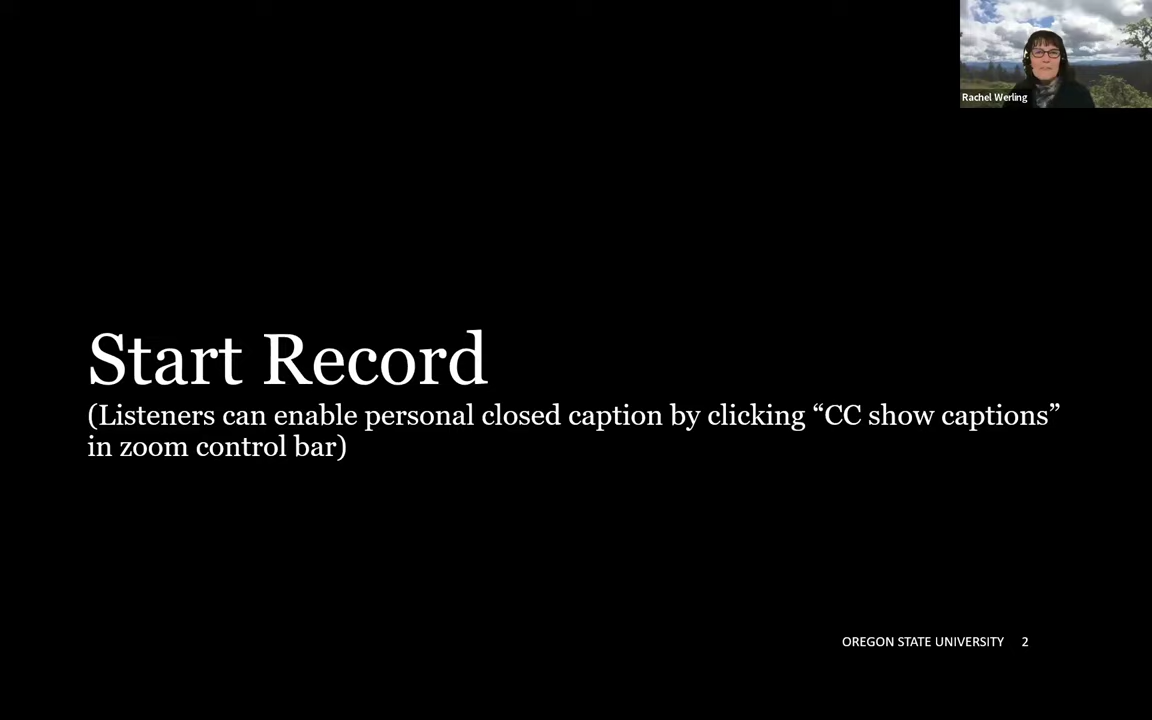 Rachel Werling
Start Record
(Listeners can enable personal closed caption by clicking “CC show captions”
in zoom control bar)
OREGON STATE UNIVERSITY 2